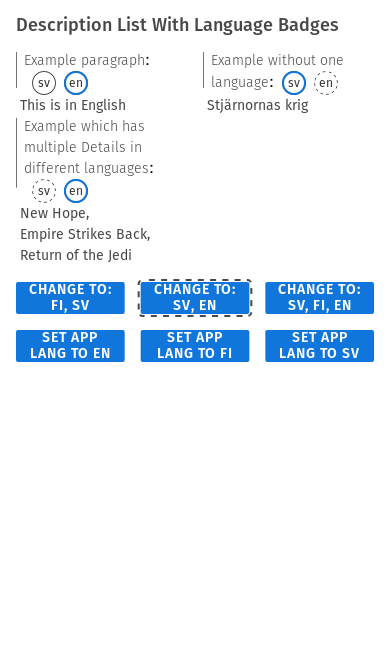 Description List With Language Badges
Example paragraph:
sv en
This is in English
Example without one
language: sv en
Stjärnornas krig
Example which has
multiple Details in
different languages:
sv en
New Hope,
Empire Strikes Back,
Return of the Jedi
CHANGE TO:
FI, SV
CHANGE TO:
SV, EN
CHANGE TO:
SV, FI, EN
SET APP
LANG TO EN
SET APP
LANG TO FI
SET APP
LANG TO SV